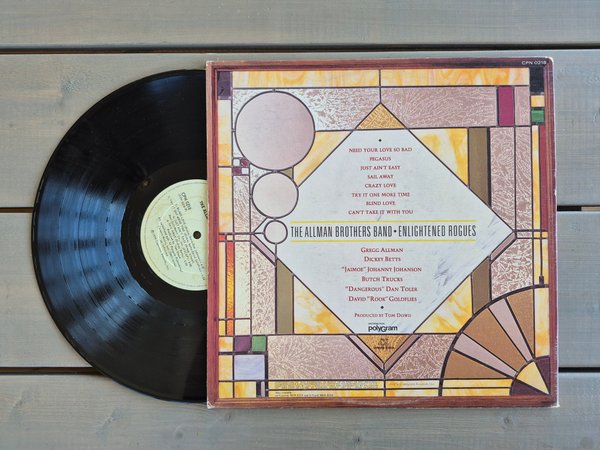 CPN 0218
NEED YOUR LOVE SO BAD
PEGASUS
JUST AIN'T EASY
SAIL AWAY
CRAZY LOVE
TRY IT ONE MORE TIME
BLIND LOVE
CAN'T TAKE IT WITH YOU
THE ALLMAN BROTHERS BAND • ENLIGHTENED ROGUES
GREGG ALLMAN
DICKEY BETTS
"JAIMOE" JOHANNY JOHANSON
BUTCH TRUCKS
"DANGEROUS" DAN TOLER
DAVID "ROOK" GOLDFLIES
PRODUCED BY TOM DOWD
polygram